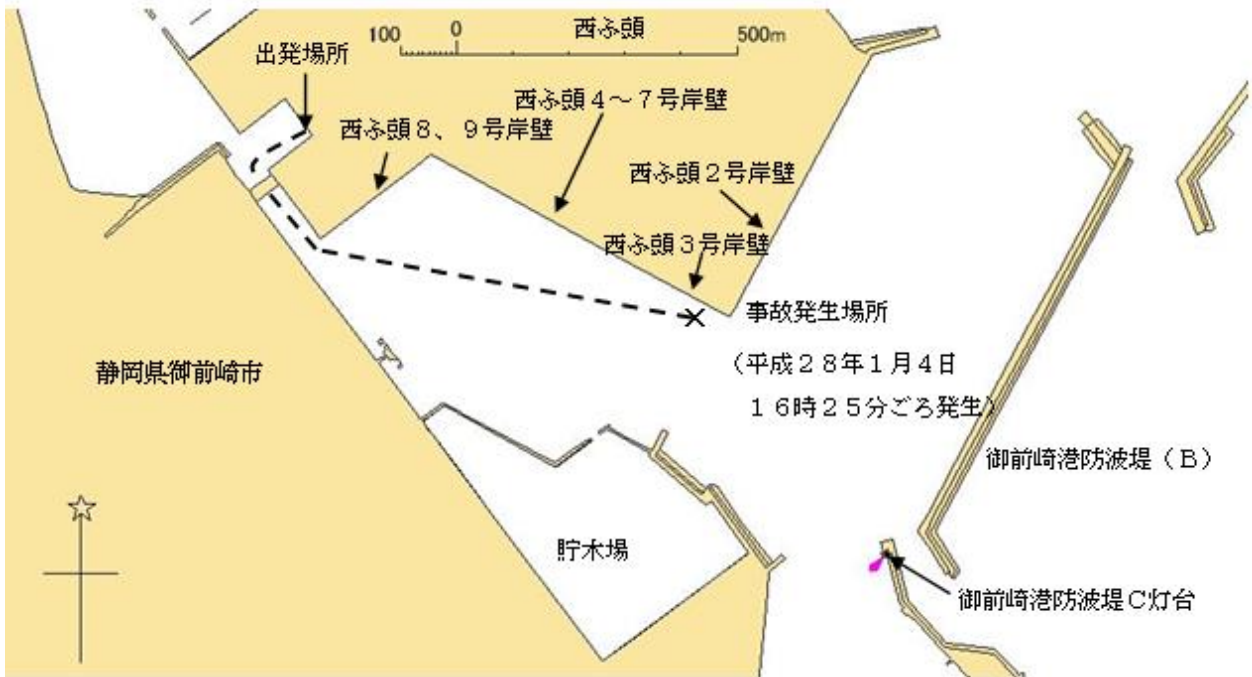 西ふ頭
100 0 500m
出発場所
西ふ頭4~7号岸壁
西ふ頭8、9号岸壁
西ふ頭2号岸壁
西ふ頭3号岸壁
事故発生場所
(平成28年1月4日
16時25分ごろ発生)
静岡県御前崎市
御前崎港防波堤(B)
貯木場
御前崎港防波堤C灯台